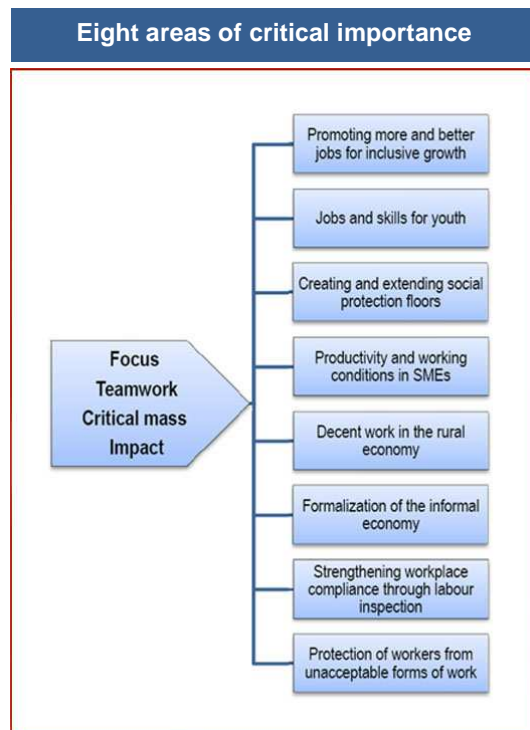 Eight areas of critical importance
Focus
Teamwork
Critical mass
Impact
Promoting more and better
jobs for inclusive growth
Jobs and skills for youth
Creating and extending social
protection floors
Productivity and working
conditions in SMEs
Decent work in the rural
economy
Formalization of the informal
economy
Strengthening workplace
compliance through labour
inspection
Protection of workers from
unacceptable forms of work